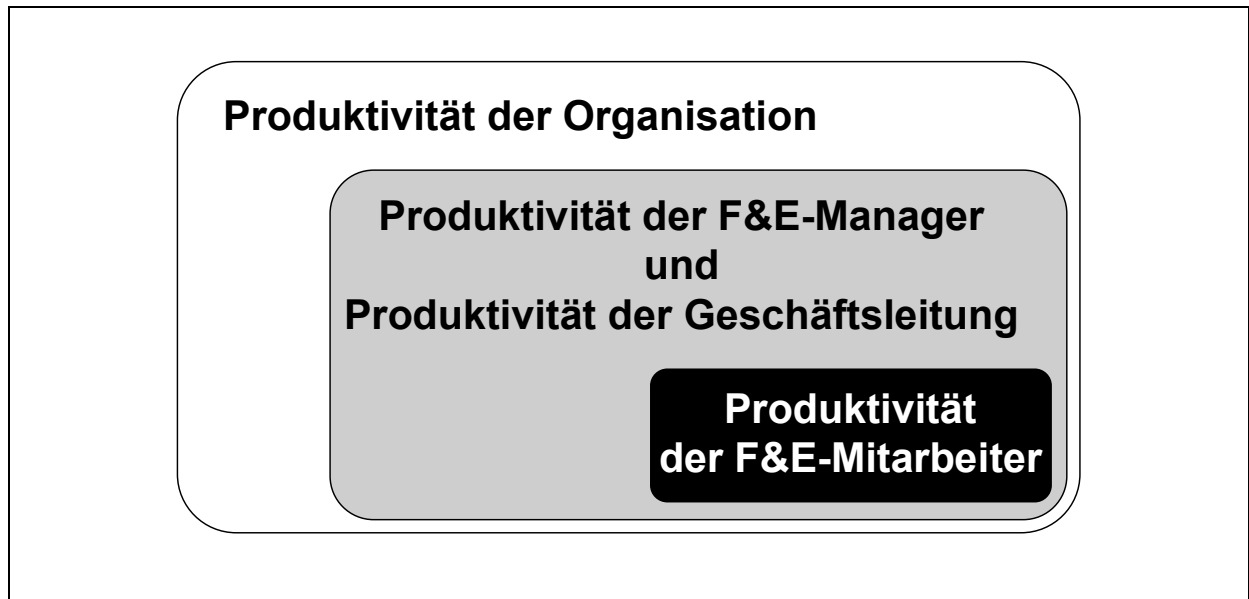 Produktivität der Organisation
Produktivität der F&E-Manager
und
Produktivität der Geschäftsleitung
Produktivität
der F&E-Mitarbeiter